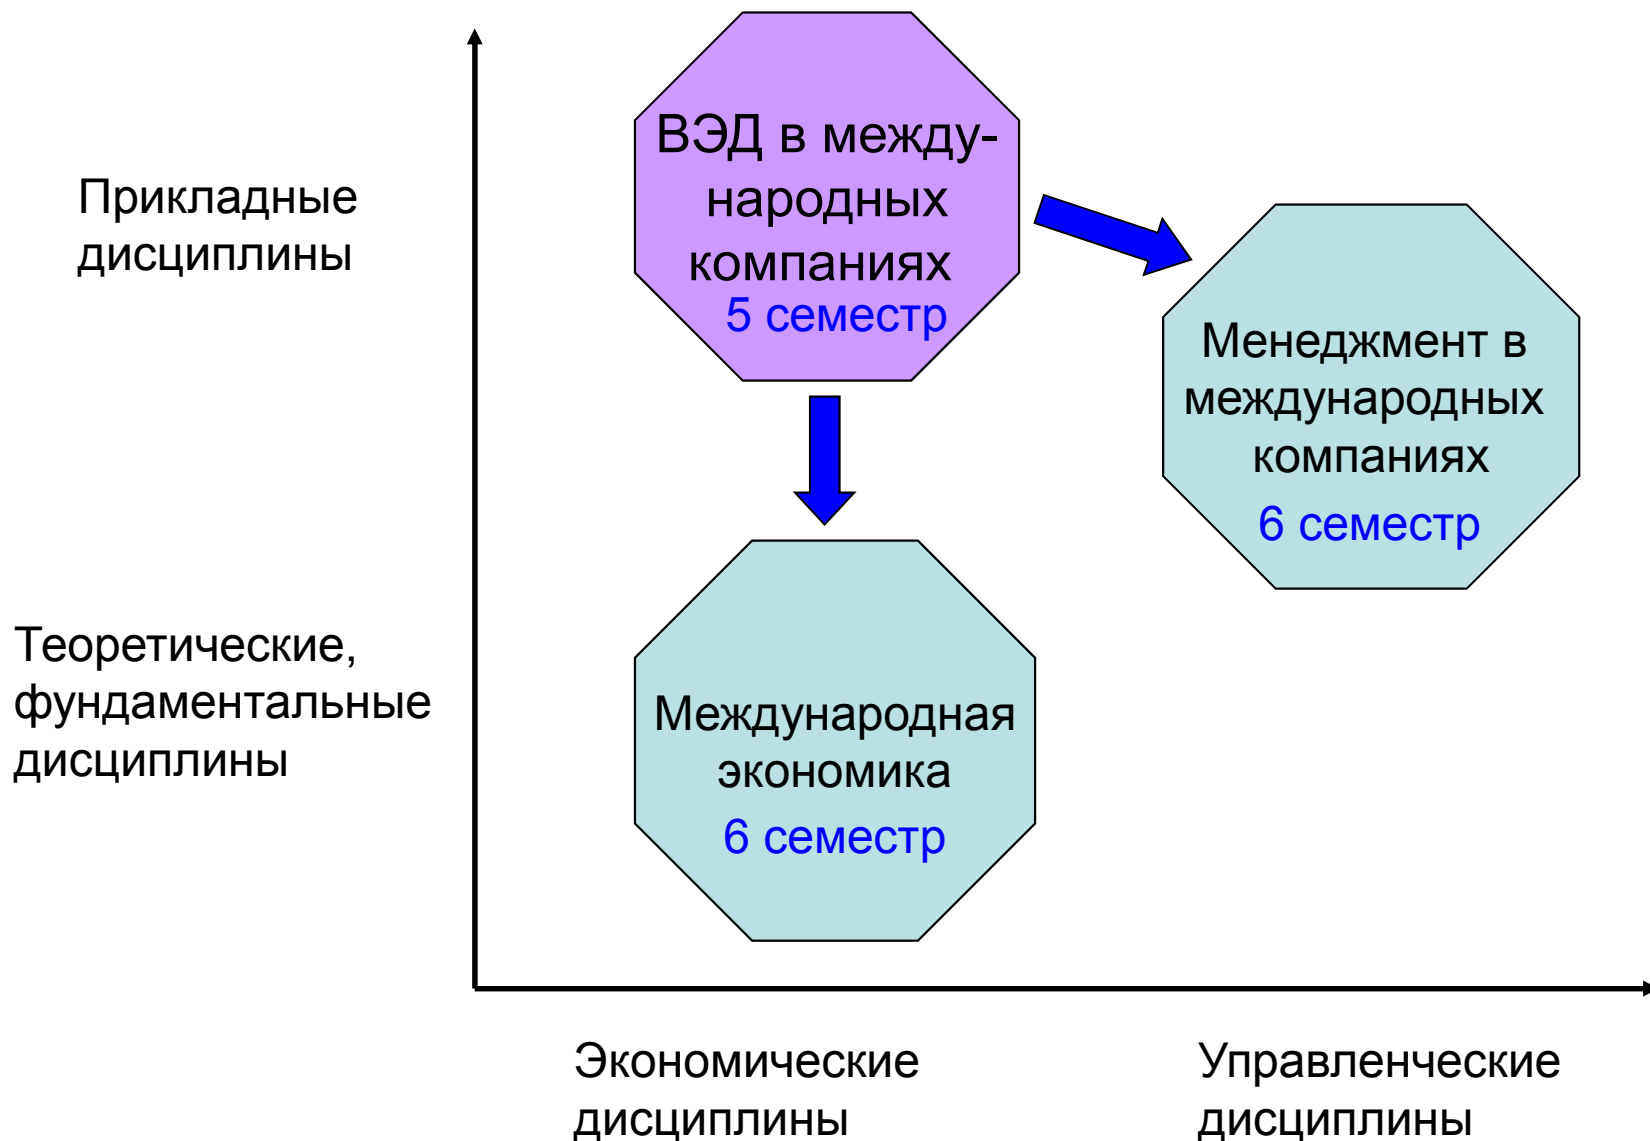 ВЭД в между-
народных
компаниях
5 семестр
Прикладные
дисциплины
Менеджмент в
международных
компаниях
6 семестр
Теоретические,
фундаментальные
дисциплины
Международная
экономика
6 семестр
Экономические
дисциплины
Управленческие
дисциплины